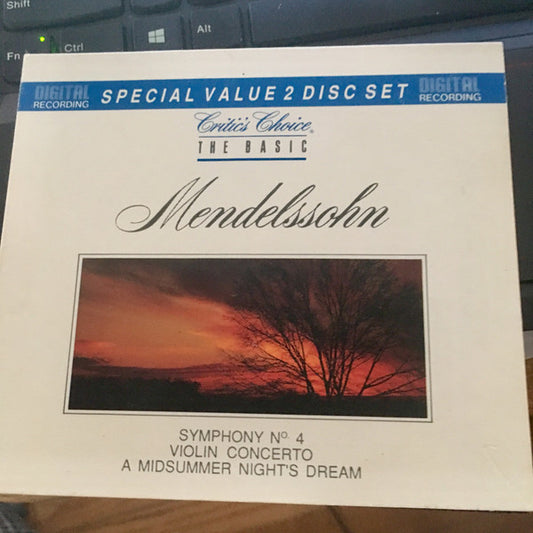 Shift
Fn
Ctrl
Alt
DIGITAL RECORDING SPECIAL VALUE 2 DISC SET DIGITAL RECORDING
Critic's Choice®
THE BASIC
Mendelssohn
SYMPHONY Nº. 4
VIOLIN CONCERTO
A MIDSUMMER NIGHT'S DREAM